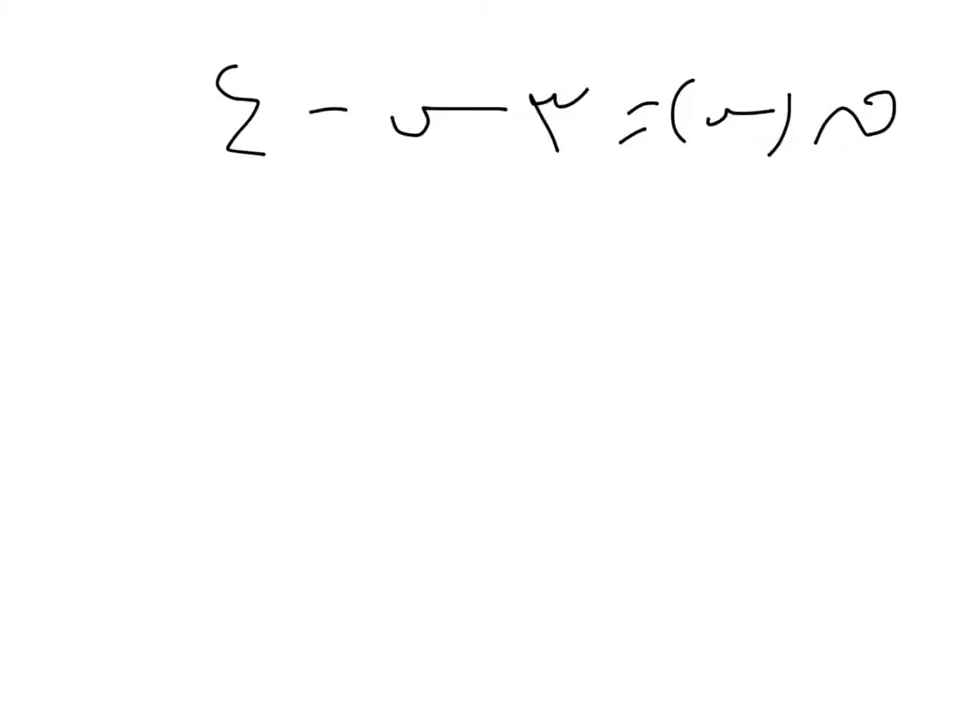 ق(س) = ٣س - ٤